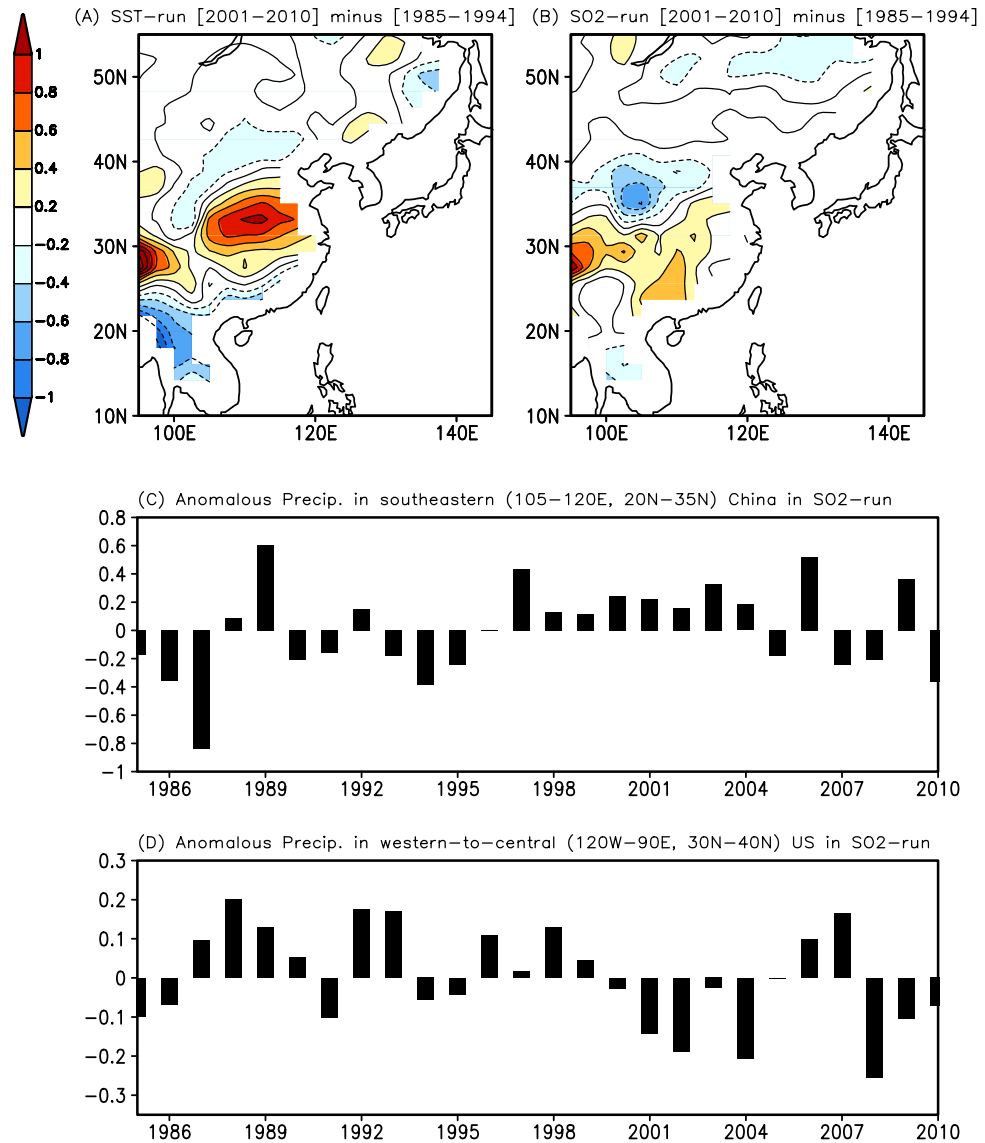 (A) SST-run [2001-2010] minus [1985-1994]
(B) SO2-run [2001-2010] minus [1985-1994]
1
0.8
0.6
0.4
0.2
-0.2
-0.4
-0.6
-0.8
-1
50N
40N
30N
20N
10N
100E 120E 140E
50N
40N
30N
20N
10N
100E 120E 140E
(C) Anomalous Precip. in southeastern (105-120E, 20N-35N) China in SO2-run
0.8
0.6
0.4
0.2
0
-0.2
-0.4
-0.6
-0.8
-1
1986 1989 1992 1995 1998 2001 2004 2007 2010
(D) Anomalous Precip. in western-to-central (120W-90E, 30N-40N) US in SO2-run
0.3
0.2
0.1
0
-0.1
-0.2
-0.3
1986 1989 1992 1995 1998 2001 2004 2007 2010